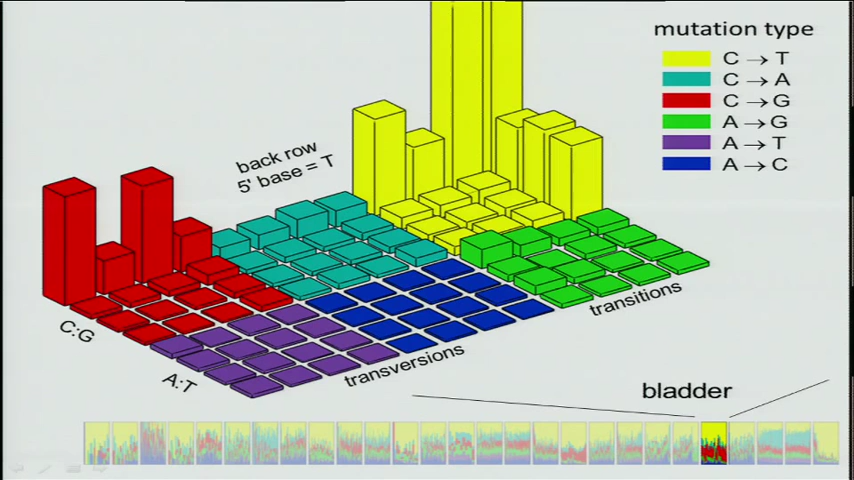 mutation type
C → T
C → A
C → G
A → G
A → T
A → C
back row
5' base = T
C:G
A:T
transversions
transitions
bladder